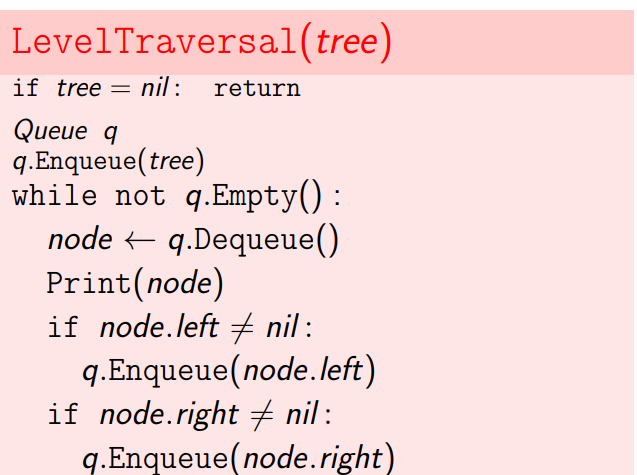 LevelTraversal(tree)
if tree = nil: return
Queue q
q.Enqueue(tree)
while not q.Empty():
node ← q.Dequeue()
Print(node)
if node.left ≠ nil:
q.Enqueue(node.left)
if node.right ≠ nil:
q.Enqueue(node.right)